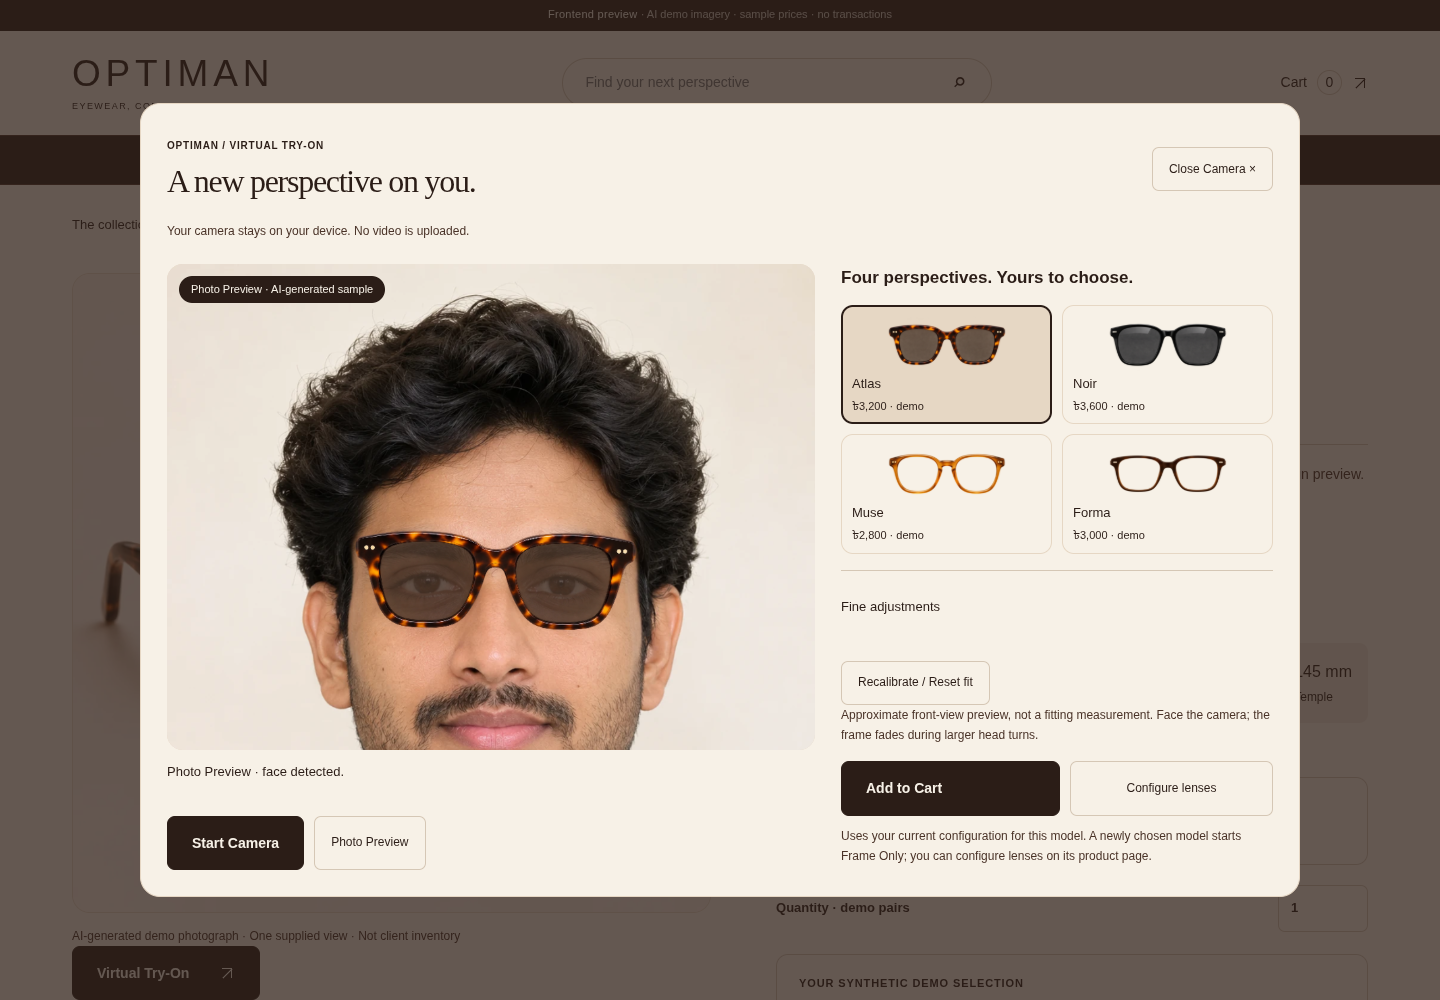 Frontend preview · AI demo imagery · sample prices · no transactions
OPTIMAN
EYEWEAR,
Find your next perspective
Cart 0
The
OPTIMAN / VIRTUAL TRY-ON
A new perspective on you.
Close Camera ×
Your camera stays on your device. No video is uploaded.
Photo Preview · AI-generated sample
Photo Preview · face detected.
Start Camera
Photo Preview
Four perspectives. Yours to choose.
Atlas
৳3,200 · demo
Noir
৳3,600 · demo
Muse
৳2,800 · demo
Forma
৳3,000 · demo
Fine adjustments
Recalibrate / Reset fit
Approximate front-view preview, not a fitting measurement. Face the camera; the
frame fades during larger head turns.
Add to Cart
Configure lenses
Uses your current configuration for this model. A newly chosen model starts
Frame Only; you can configure lenses on its product page.
preview.
45 mm
Quantity · demo pairs
1
AI-generated demo photograph · One supplied view · Not client inventory
Virtual Try-On
YOUR SYNTHETIC DEMO SELECTION